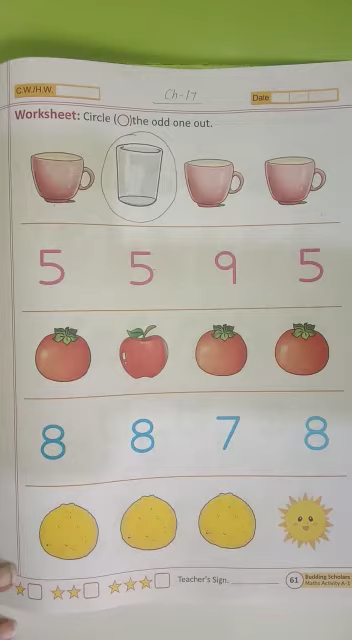 C.W./H.W.
Ch-17
Date:
Worksheet: Circle (○)the odd one out.
5 5 9 5
8 8 7 8
Teacher's Sign.
61
Budding Scholars
Maths Activity A-1